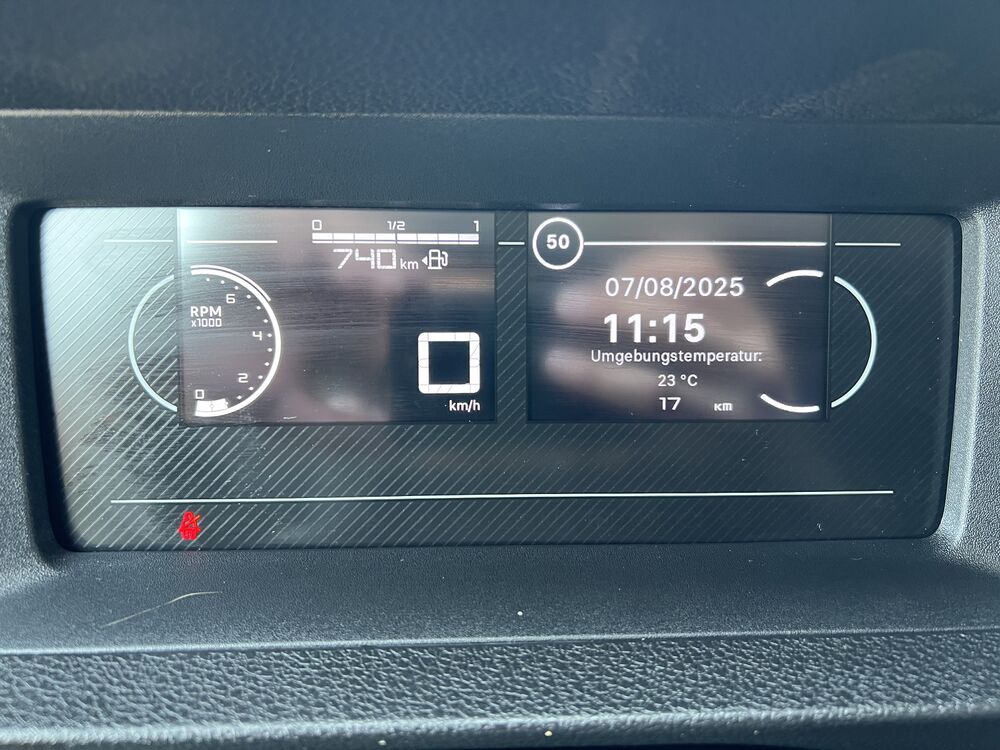 0 1/2 1
740 km
6
RPM
x1000
4
2
0
0
km/h
50
07/08/2025
11:15
Umgebungstemperatur:
23 °C
17 KM